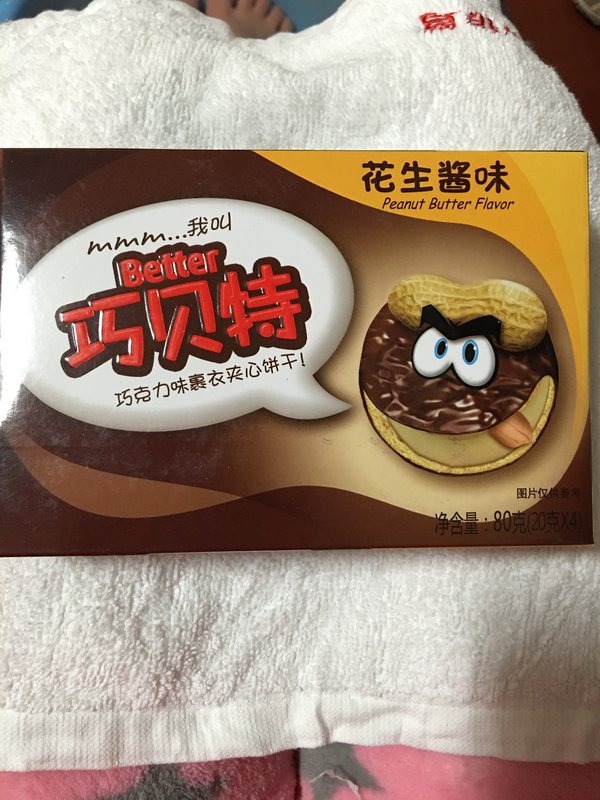 花生酱味
Peanut Butter Flavor
mmm...我叫
Better
巧贝特
巧克力味裹衣夹心饼干!
图片仅供参考
净含量：80克(20克X4)